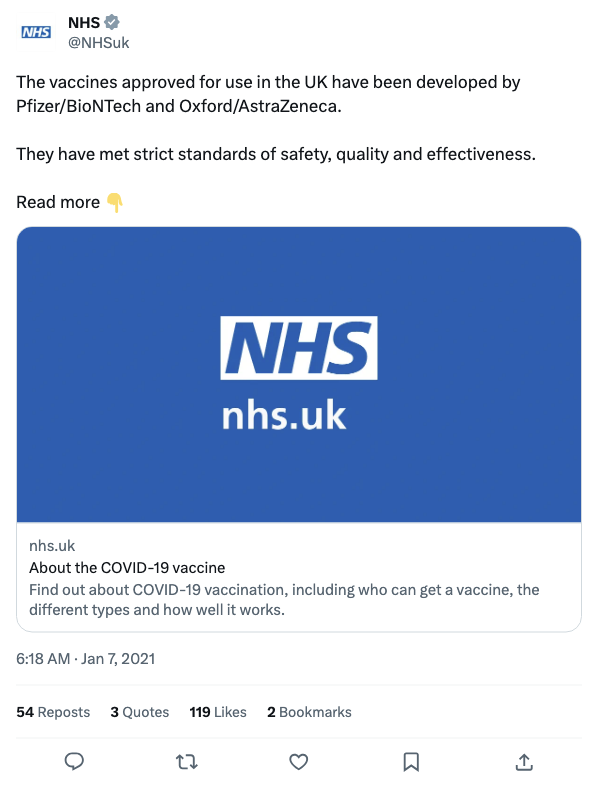 NHS
NHS
@NHSuk
The vaccines approved for use in the UK have been developed by
Pfizer/BioNTech and Oxford/AstraZeneca.
They have met strict standards of safety, quality and effectiveness.
Read more 👇
NHS
nhs.uk
nhs.uk
About the COVID-19 vaccine
Find out about COVID-19 vaccination, including who can get a vaccine, the
different types and how well it works.
6:18 AM · Jan 7, 2021
54 Reposts 3 Quotes 119 Likes 2 Bookmarks